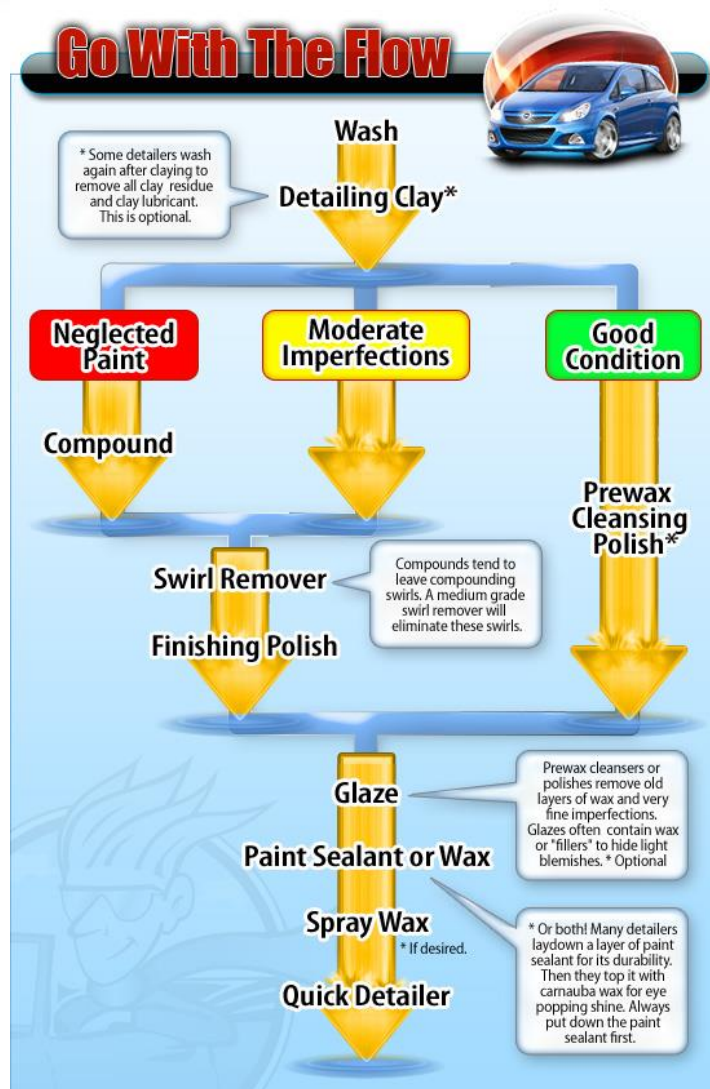 Go With The Flow
Wash
* Some detailers wash
again after claying to
remove all clay residue
and clay lubricant.
This is optional.
Detailing Clay*
Neglected
Paint
Moderate
Imperfections
Good
Condition
Compound
Prewax
Cleansing
Polish*
Swirl Remover
Compounds tend to
leave compounding
swirls. A medium grade
swirl remover will
eliminate these swirls.
Finishing Polish
Glaze
Prewax cleansers or
polishes remove old
layers of wax and very
fine imperfections.
Glazes often contain wax
or "fillers" to hide light
blemishes. * Optional
Paint Sealant or Wax
* Or both! Many detailers
laydown a layer of paint
sealant for its durability.
Then they top it with
carnauba wax for eye
popping shine. Always
put down the paint
sealant first.
Spray Wax
* If desired.
Quick Detailer